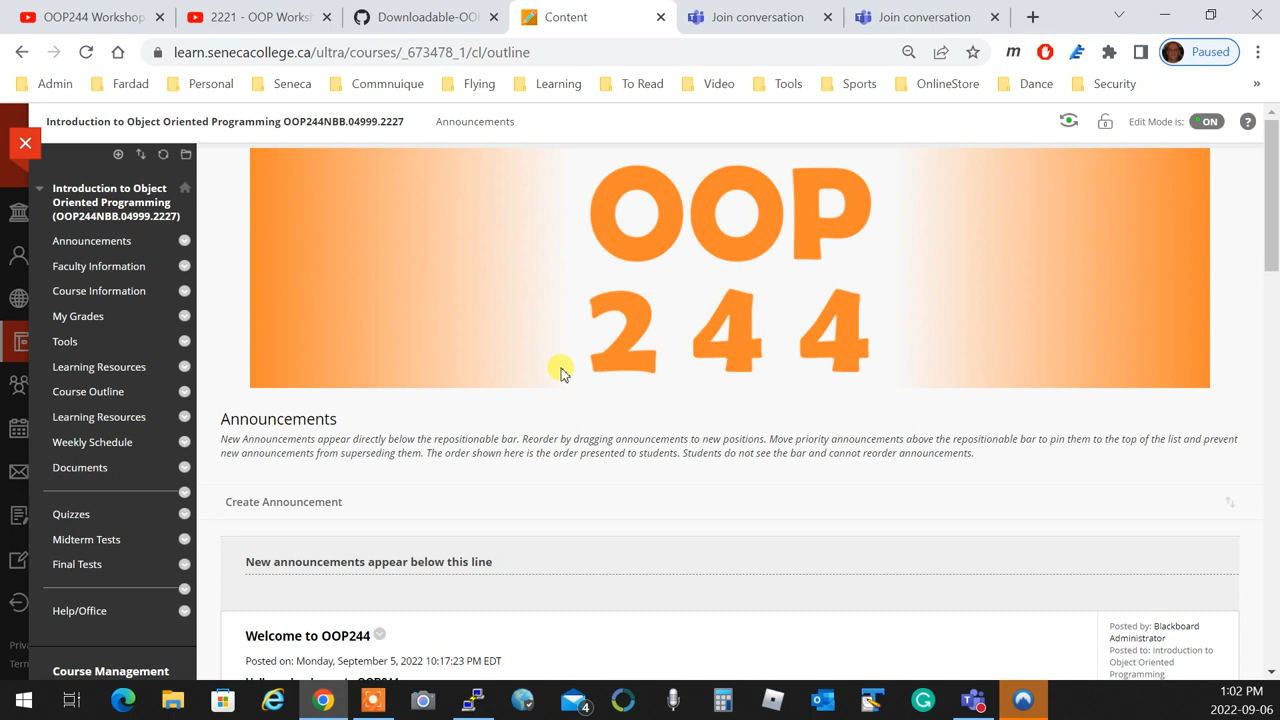 OOP244 Workshop
2221 - OOP Works
Downloadable-OO
Content
Join conversation
Join conversation
learn.senecacollege.ca/ultra/courses/_673478_1/cl/outline
m
Paused
Admin
Fardad
Personal
Seneca
Commnuique
Flying
Learning
To Read
Video
Tools
Sports
OnlineStore
Dance
Security
»
Introduction to Object Oriented Programming OOP244NBB.04999.2227
Announcements
Edit Mode is:
ON
?
Introduction to Object
Oriented Programming
(OOP244NBB.04999.2227)
Announcements
Faculty Information
Course Information
My Grades
Tools
Learning Resources
Course Outline
Learning Resources
Weekly Schedule
Documents
Quizzes
Midterm Tests
Final Tests
Help/Office
Course Management
Priva
Term
OOP
2 4 4
Announcements
New Announcements appear directly below the repositionable bar. Reorder by dragging announcements to new positions. Move priority announcements above the repositionable bar to pin them to the top of the list and prevent
new announcements from superseding them. The order shown here is the order presented to students. Students do not see the bar and cannot reorder announcements.
Create Announcement
New announcements appear below this line
Welcome to OOP244
Posted on: Monday, September 5, 2022 10:17:23 PM EDT
Posted by: Blackboard
Administrator
Posted to: Introduction to
Object Oriented
Programming
4
1:02 PM
2022-09-06